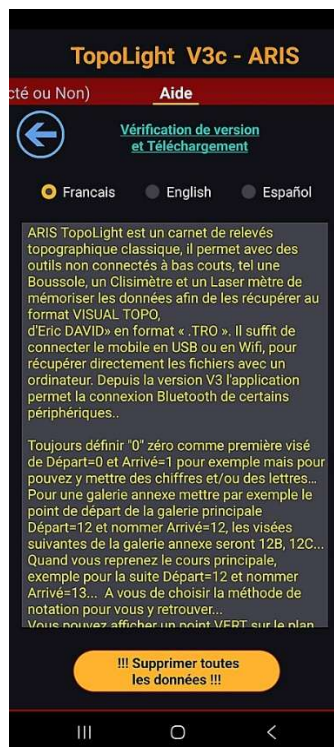 TopoLight V3c - ARIS
cté ou Non) Aide
Vérification de version
et Téléchargement
Francais English Español
ARIS TopoLight est un carnet de relevés
topographique classique, il permet avec des
outils non connectés à bas couts, tel une
Boussole, un Clisimètre et un Laser mètre de
mémoriser les données afin de les récupérer au
format VISUAL TOPO,
d'Eric DAVID» en format « .TRO ». Il suffit de
connecter le mobile en USB ou en Wifi, pour
récupérer directement les fichiers avec un
ordinateur. Depuis la version V3 l'application
permet la connexion Bluetooth de certains
périphériques..
Toujours définir "0" zéro comme première visé
de Départ=0 et Arrivé=1 pour exemple mais pour
pouvez y mettre des chiffres et/ou des lettres...
Pour une galerie annexe mettre par exemple le
point de départ de la galerie principale
Départ=12 et nommer Arrivé=12, les visées
suivantes de la galerie annexe seront 12B, 12C...
Quand vous reprenez le cours principale,
exemple pour la suite Départ=12 et nommer
Arrivé=13... A vous de choisir la méthode de
notation pour vous y retrouver...
Vous pouvez afficher un point VERT sur le plan
!!! Supprimer toutes
les données !!!